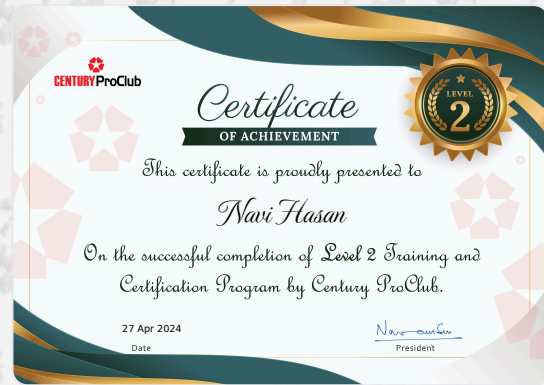 CENTURY ProClub
Certificate
OF ACHIEVEMENT
LEVEL
2
This certificate is proudly presented to
Navi Hasan
On the successful completion of Level 2 Training and
Certification Program by Century ProClub.
27 Apr 2024
Date
President